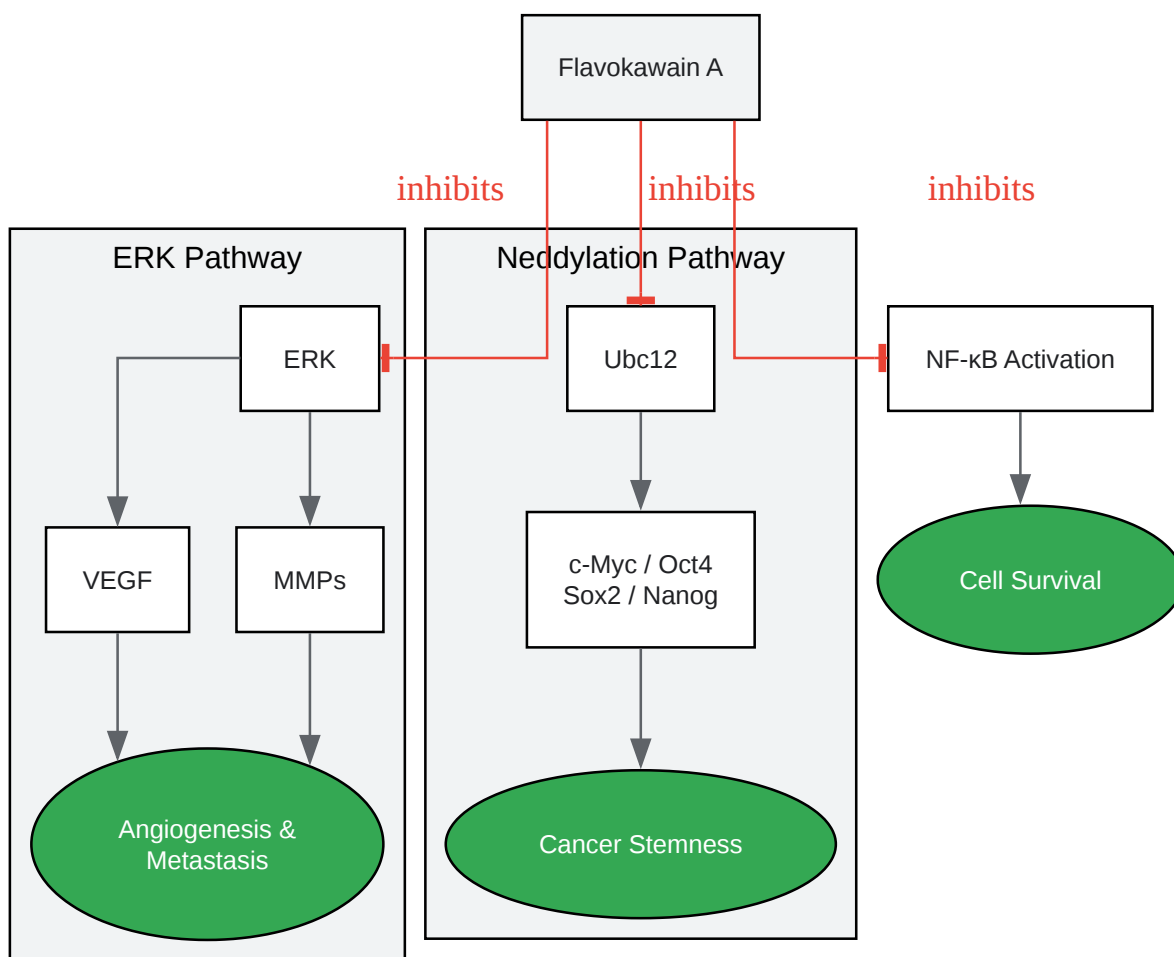 Flavokawain A
inhibits
inhibits
inhibits
ERK Pathway
Neddylation Pathway
ERK
Ubc12
NF-κB Activation
VEGF
MMPs
c-Myc / Oct4
Sox2 / Nanog
Cell Survival
Angiogenesis &
Metastasis
Cancer Stemness